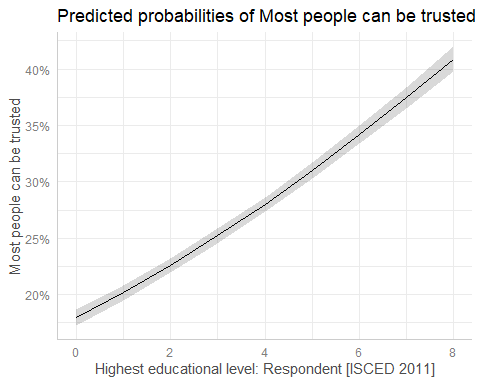 Predicted probabilities of Most people can be trusted
Most people can be trusted
40%
35%
30%
25%
20%
0 2 4 6 8
Highest educational level: Respondent [ISCED 2011]